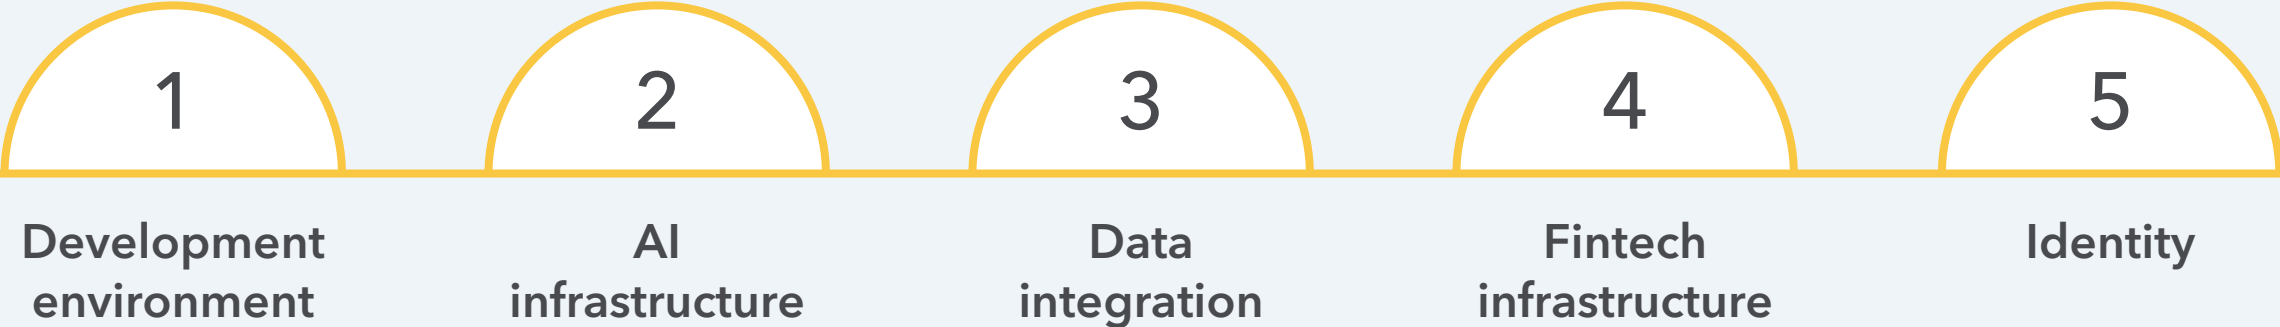 1
Development
environment
2
AI
infrastructure
3
Data
integration
4
Fintech
infrastructure
5
Identity